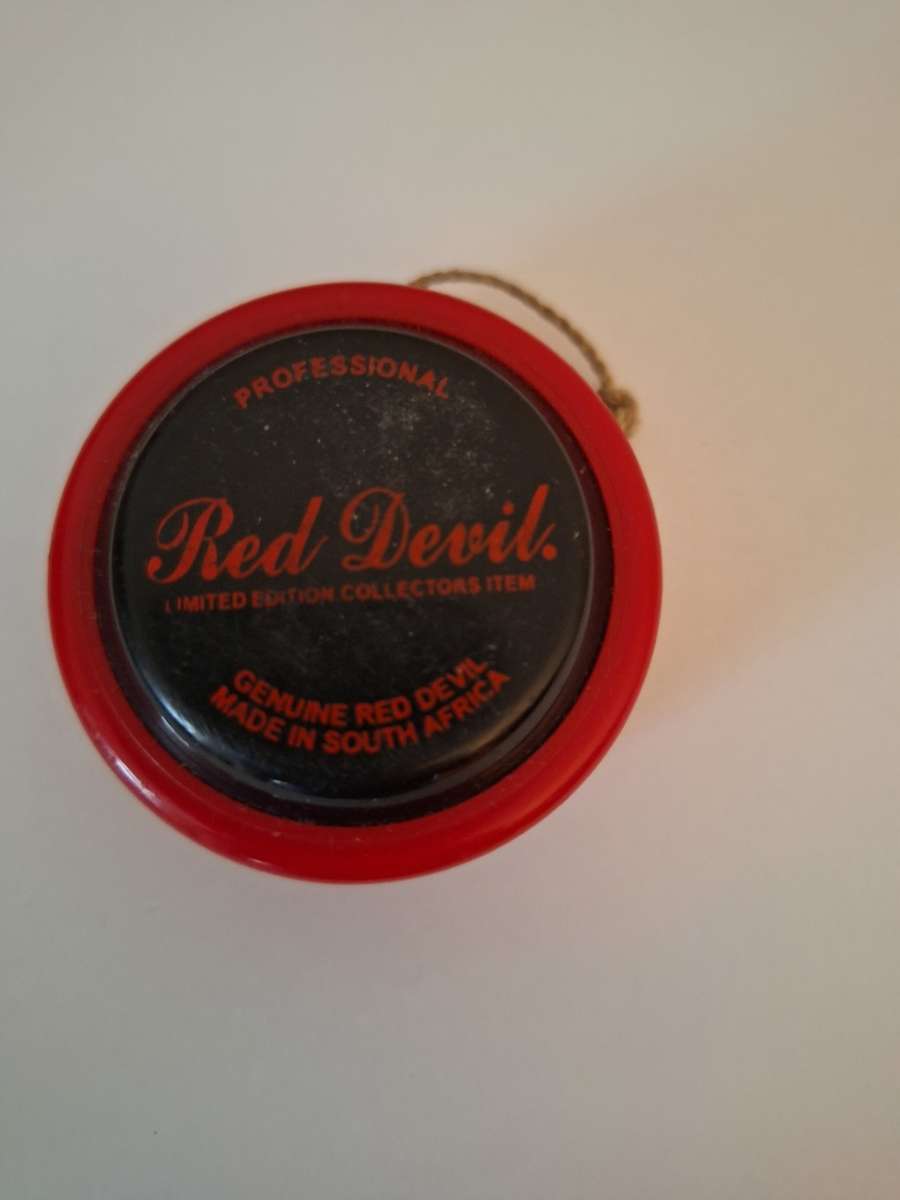 PROFESSIONAL
Red Devil.
LIMITED EDITION COLLECTORS ITEM
GENUINE RED DEVIL
MADE IN SOUTH AFRICA